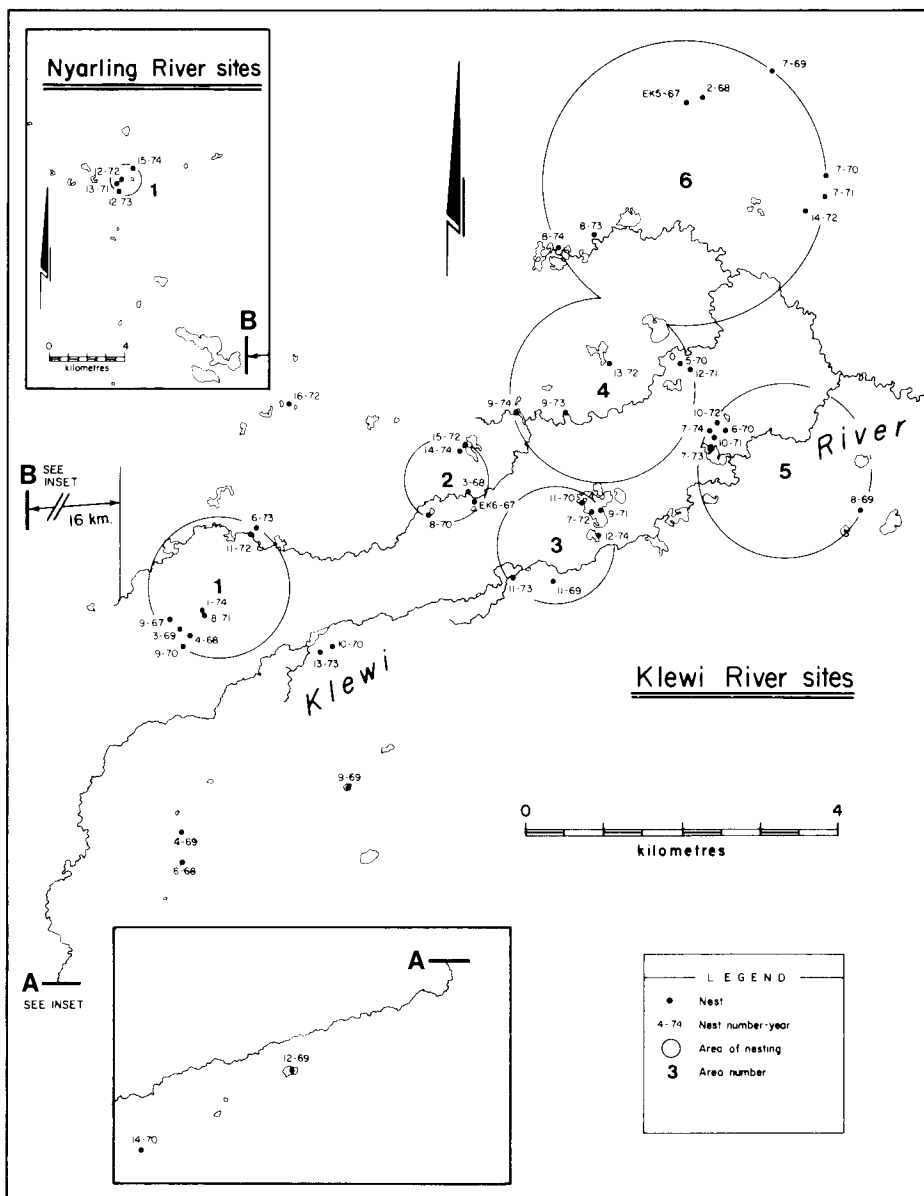 Nyarling River sites
15-74
12-72
13-71
12-73
1
0 4
kilometres
B
7-69
EK5-67
2-68
6
7-70
7-71
14-72
8-74
6-73
13-72
5-70
12-71
4
9-74
9-73
16-72
10-72
7-74
6-70
10-71
7-73
5
River
8-69
15-72
14-74
2
3-68
EK6-67
8-70
B
SEE
INSET
16 km.
11-70
7-72
9-71
12-74
3
11-73
11-69
6-73
11-72
1
1-74
8-71
9-67
3-69
4-68
9-70
10-70
13-73
Klewi
Klewi River sites
9-69
4-69
6-68
0 4
kilometres
A
SEE INSET
A
12-69
14-70
LEGEND
Nest
4-74 Nest number-year
Area of nesting
3 Area number